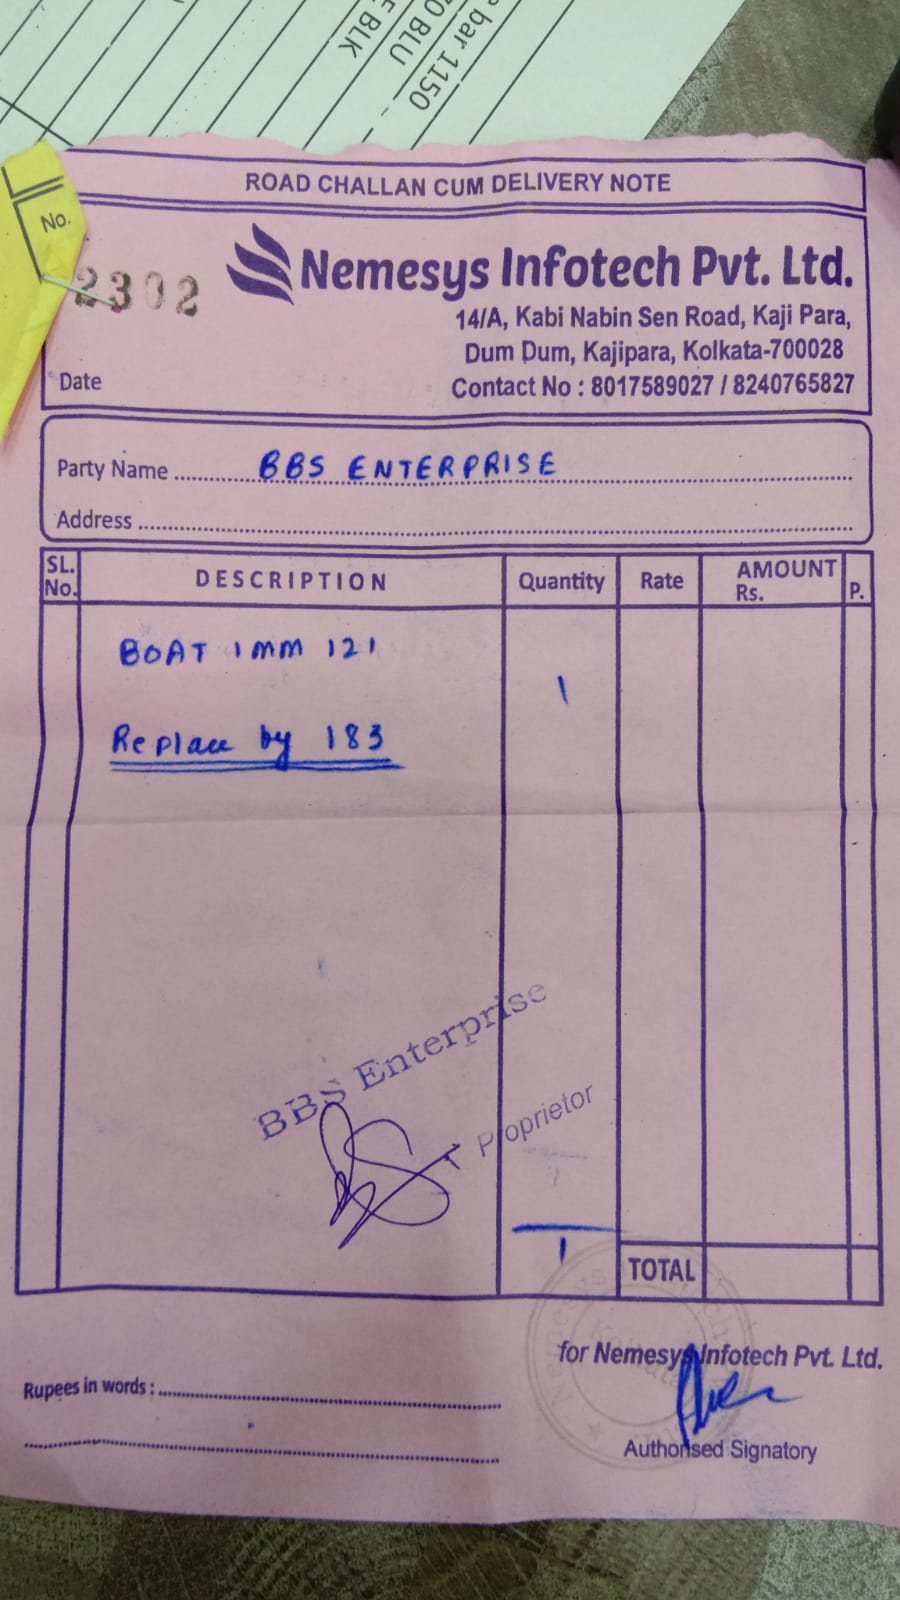 bar 1150
70 BLU
E BLK
ROAD CHALLAN CUM DELIVERY NOTE
No.
2302
Nemesys Infotech Pvt. Ltd.
14/A, Kabi Nabin Sen Road, Kaji Para,
Dum Dum, Kajipara, Kolkata-700028
Date
Contact No : 8017589027 / 8240765827
Party Name BBS ENTERPRISE
Address
SL. No. DESCRIPTION Quantity Rate AMOUNT Rs. P.
BOAT IMM 121 1
Replace by 183
BBS Enterprise
Proprietor
1 TOTAL
for Nemesys Infotech Pvt. Ltd.
Rupees in words :
Authorised Signatory